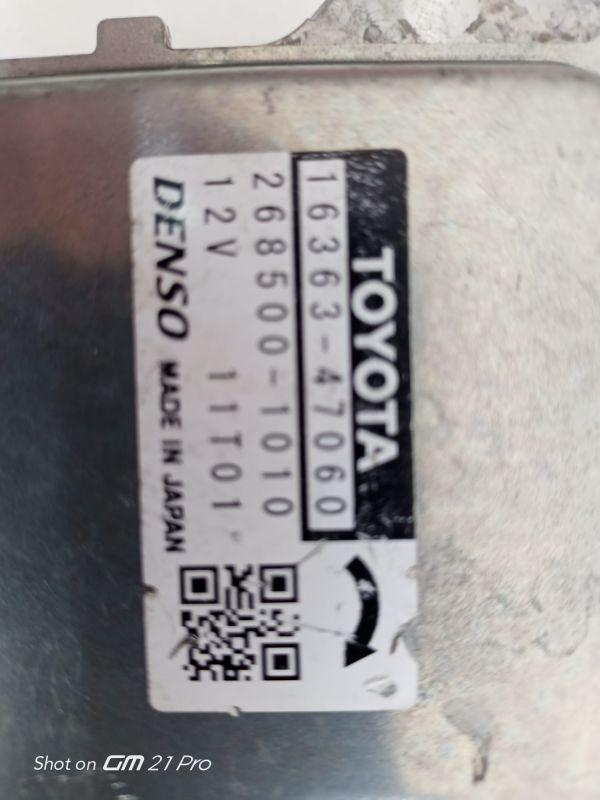 TOYOTA
16363-47060
268500-1010
12V 11T01
DENSO MADE IN JAPAN
Shot on GM 21 Pro